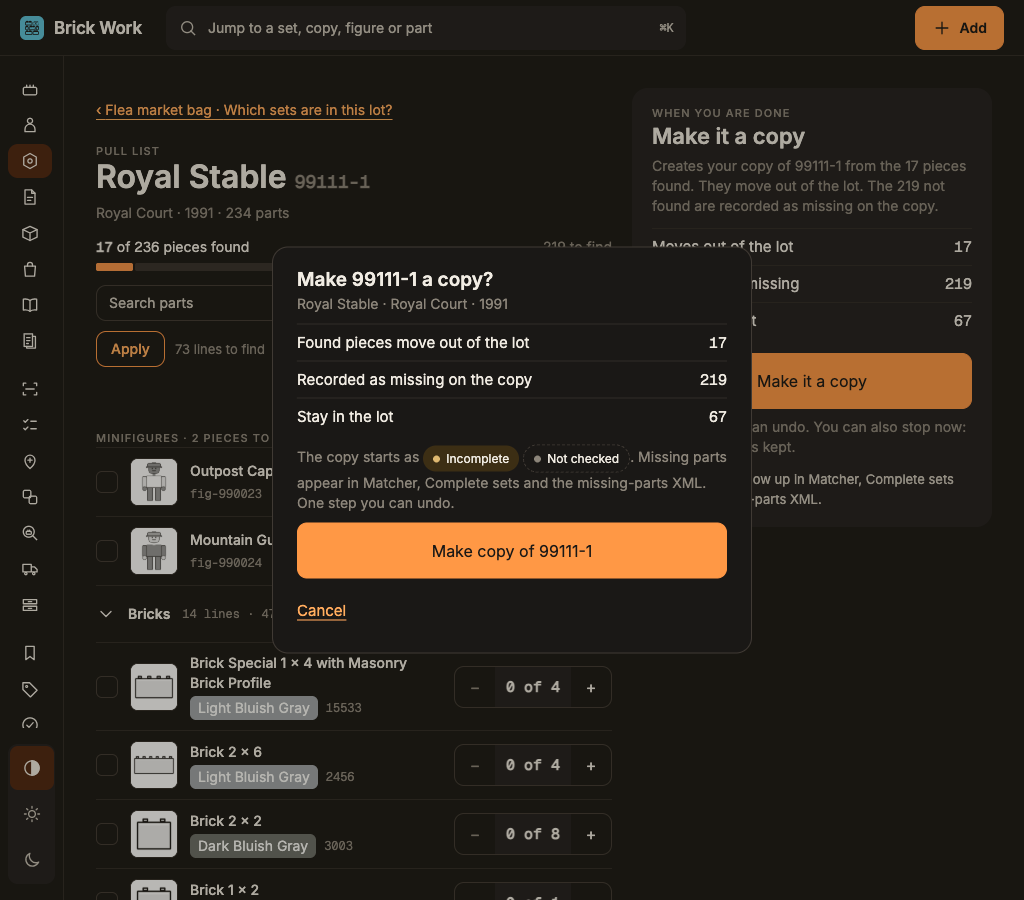 Brick Work
Jump to a set, copy, figure or part
⌘K
+ Add
‹ Flea market bag · Which sets are in this lot?
PULL LIST
Royal Stable 99111-1
Royal Court · 1991 · 234 parts
17 of 236 pieces found
219 to find
Search parts
Apply
73 lines to find
MINIFIGURES · 2 PIECES TO
Outpost Cap
fig-990023
Mountain Gu
fig-990024
Bricks 14 lines · 47
Brick Special 1 × 4 with Masonry
Brick Profile
Light Bluish Gray 15533
− 0 of 4 +
Brick 2 × 6
Light Bluish Gray 2456
− 0 of 4 +
Brick 2 × 2
Dark Bluish Gray 3003
− 0 of 8 +
Brick 1 × 2
WHEN YOU ARE DONE
Make it a copy
Creates your copy of 99111-1 from the 17 pieces
found. They move out of the lot. The 219 not
found are recorded as missing on the copy.
Moves out of the lot 17
missing 219
67
Make it a copy
an undo. You can also stop now:
s kept.
ow up in Matcher, Complete sets
-parts XML.
Make 99111-1 a copy?
Royal Stable · Royal Court · 1991
Found pieces move out of the lot 17
Recorded as missing on the copy 219
Stay in the lot 67
The copy starts as Incomplete Not checked . Missing parts
appear in Matcher, Complete sets and the missing-parts XML.
One step you can undo.
Make copy of 99111-1
Cancel